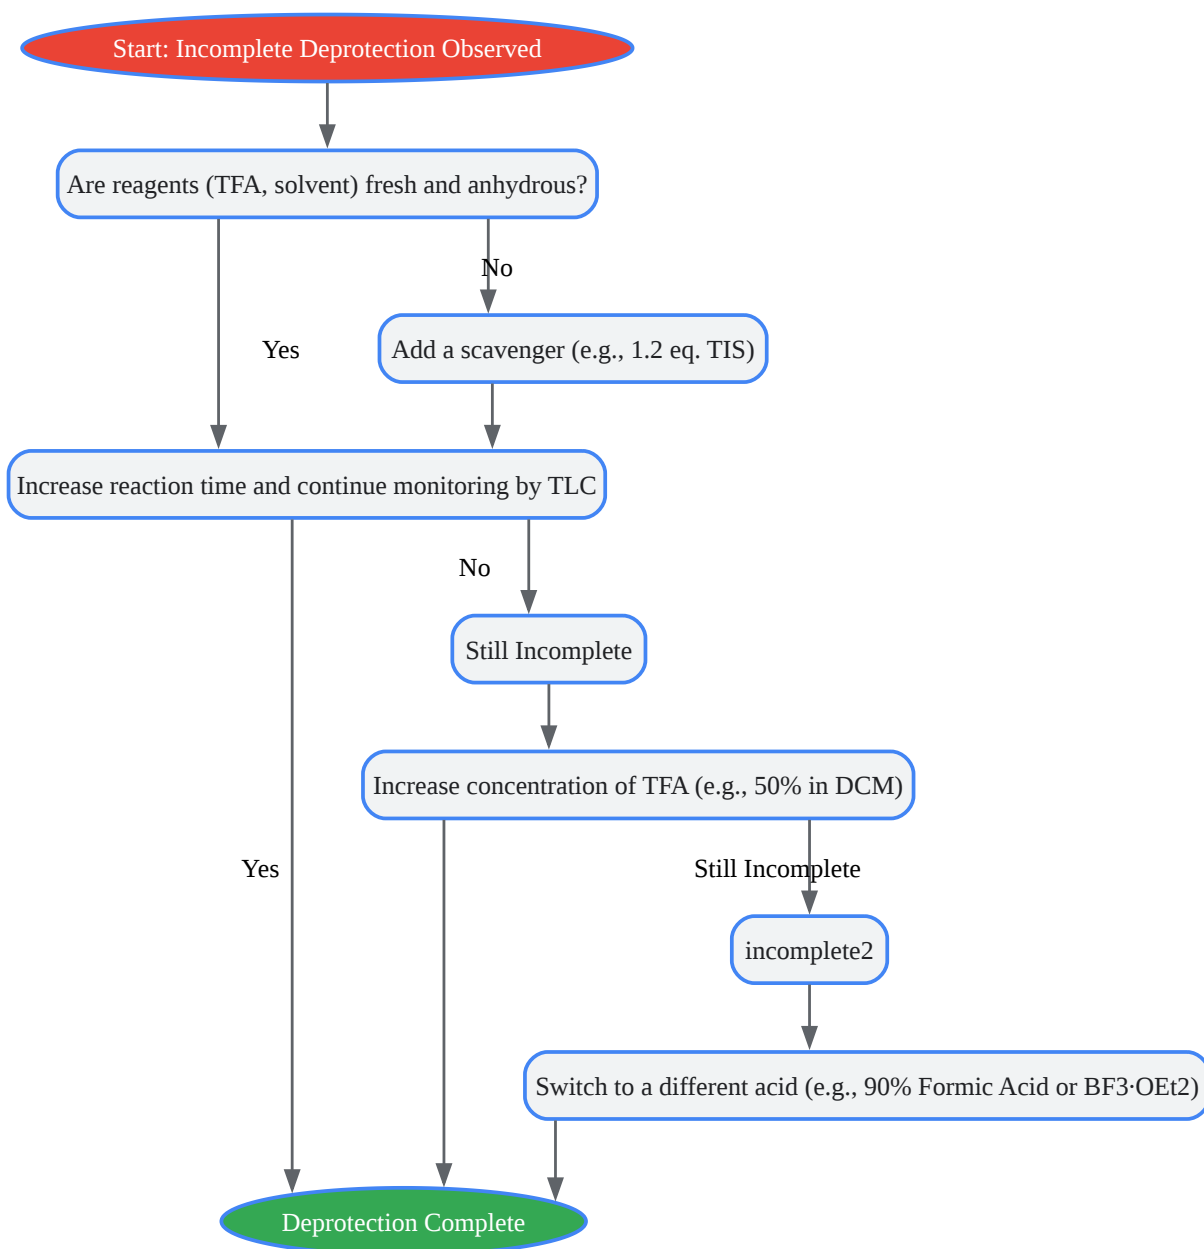 Start: Incomplete Deprotection Observed
Are reagents (TFA, solvent) fresh and anhydrous?
No
Yes
Add a scavenger (e.g., 1.2 eq. TIS)
Increase reaction time and continue monitoring by TLC
No
Still Incomplete
Increase concentration of TFA (e.g., 50% in DCM)
Yes
Still Incomplete
incomplete2
Switch to a different acid (e.g., 90% Formic Acid or BF3·OEt2)
Deprotection Complete